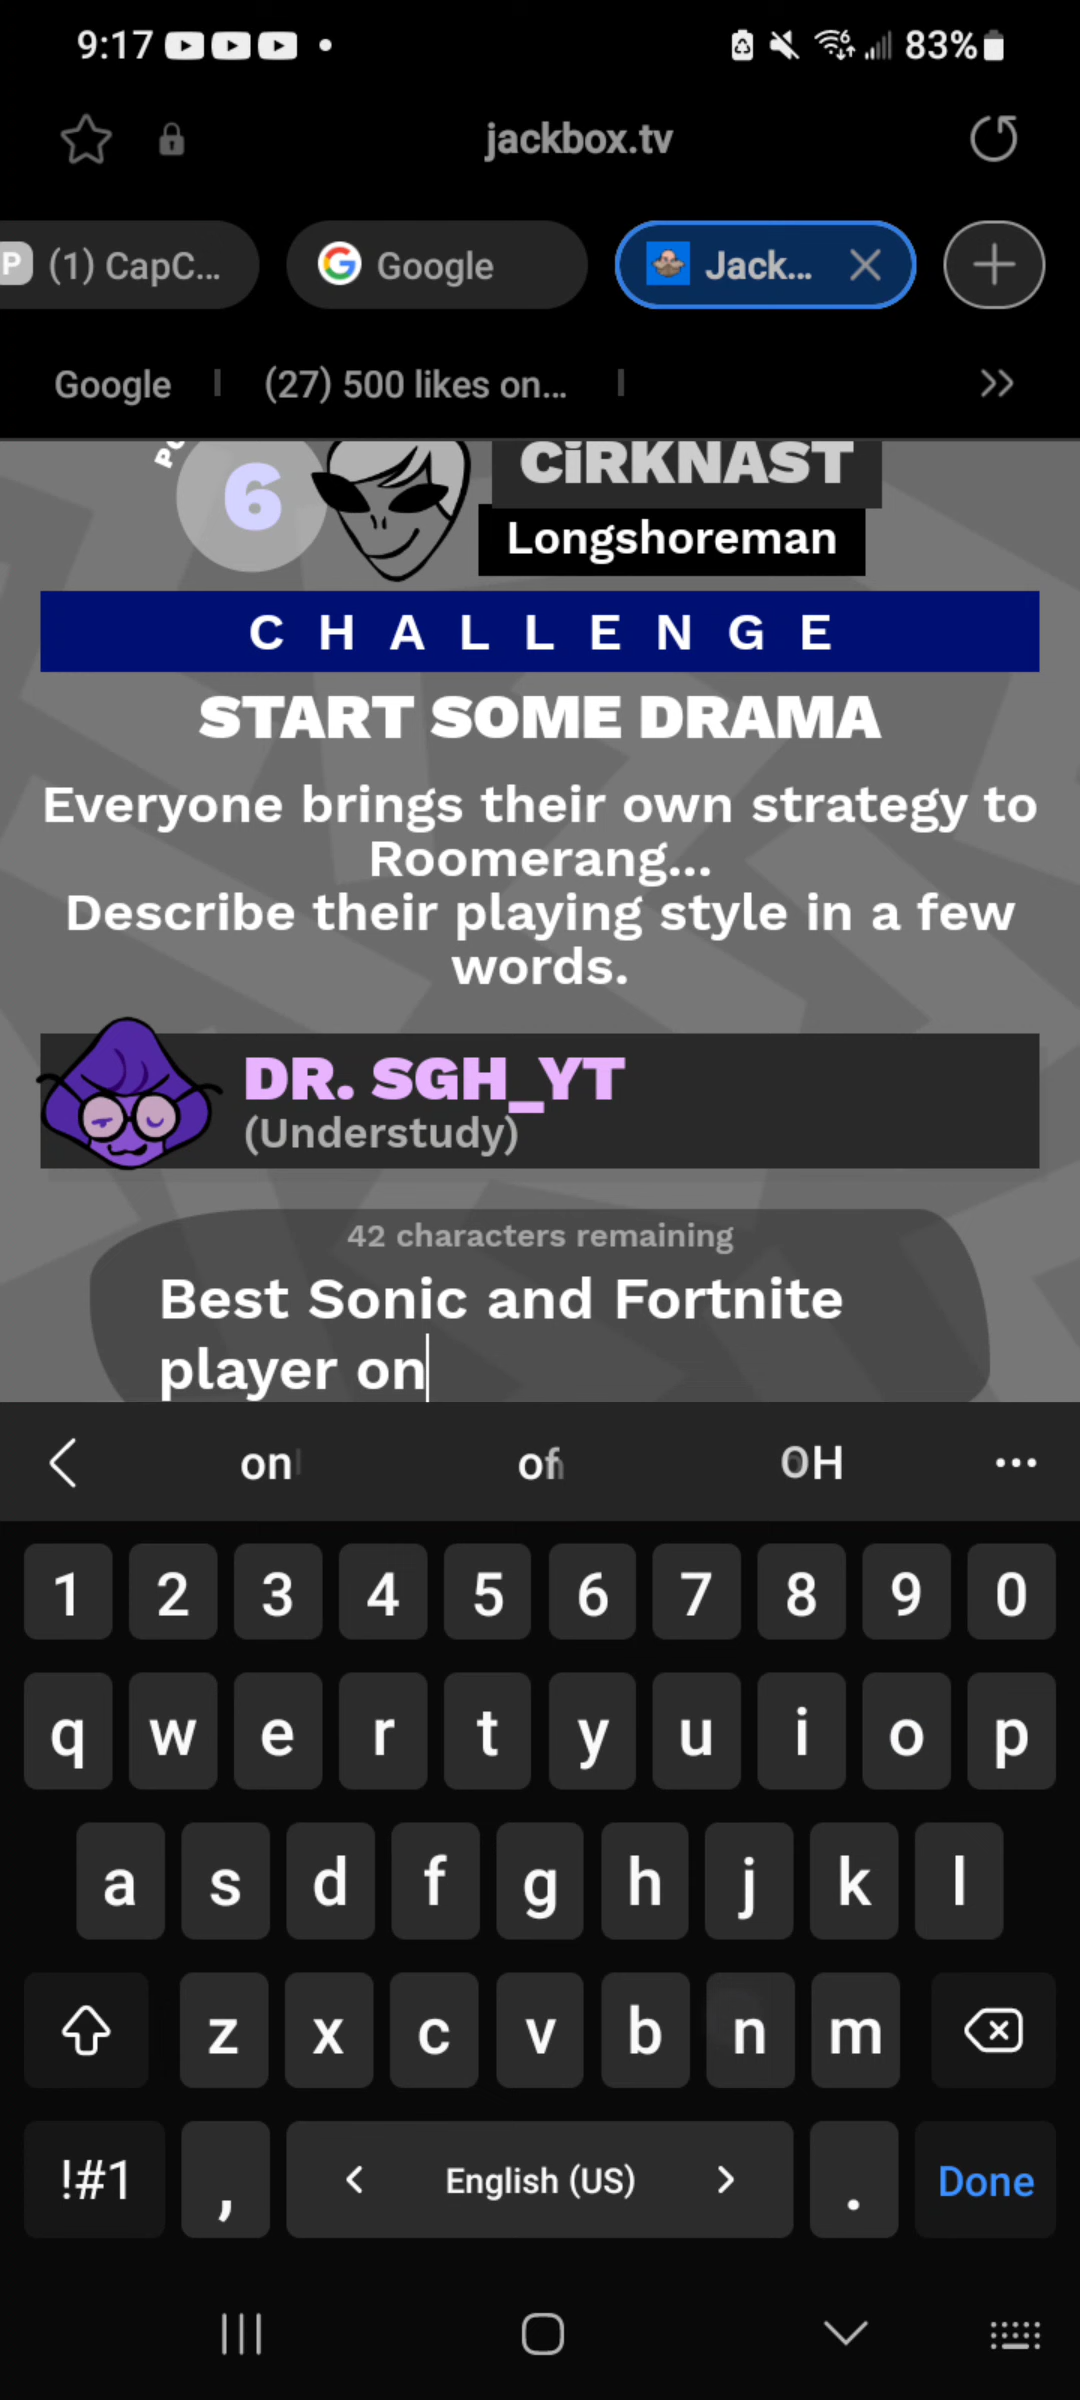 9:17
83%
jackbox.tv
(1) CapC...
Google
Jack...
Google
(27) 500 likes on...
6
CiRKNAST
Longshoreman
CHALLENGE
START SOME DRAMA
Everyone brings their own strategy to
Roomerang...
Describe their playing style in a few
words.
DR. SGH_YT
(Understudy)
42 characters remaining
Best Sonic and Fortnite
player on
on
OH
1 2 3 4 5 6 7 8 9 0
q w e r t y u i o p
a s d f g h j k l
z x c v b n m
!#1 , < English (US) > . Done